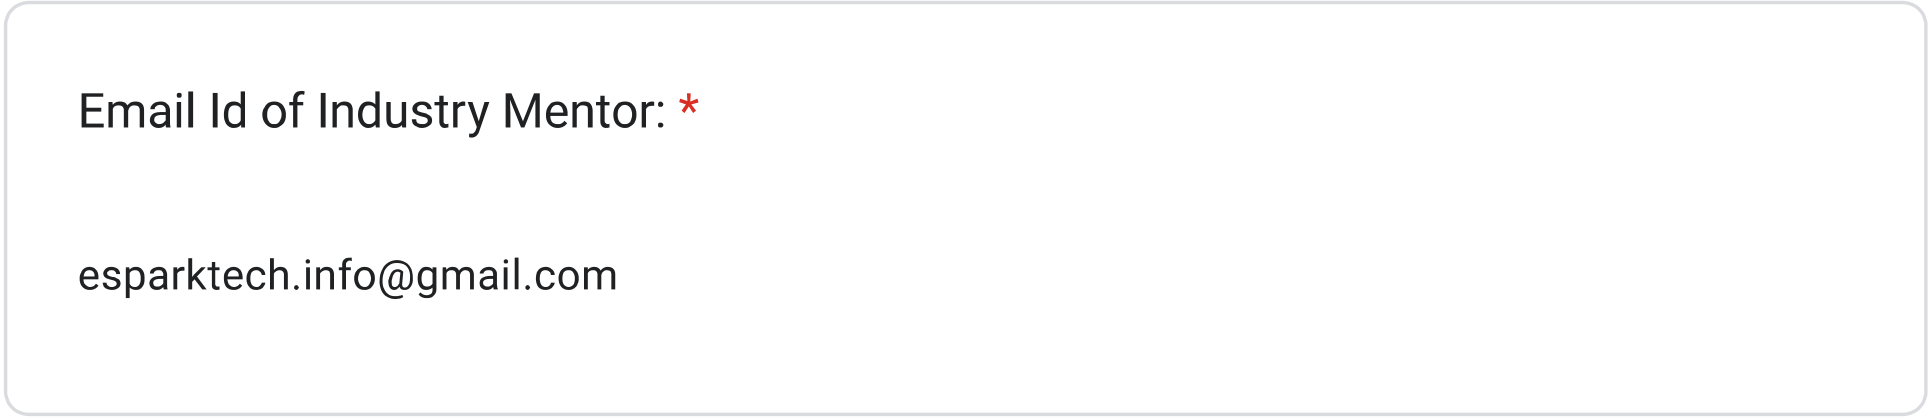 Email Id of Industry Mentor: *
esparktech.info@gmail.com